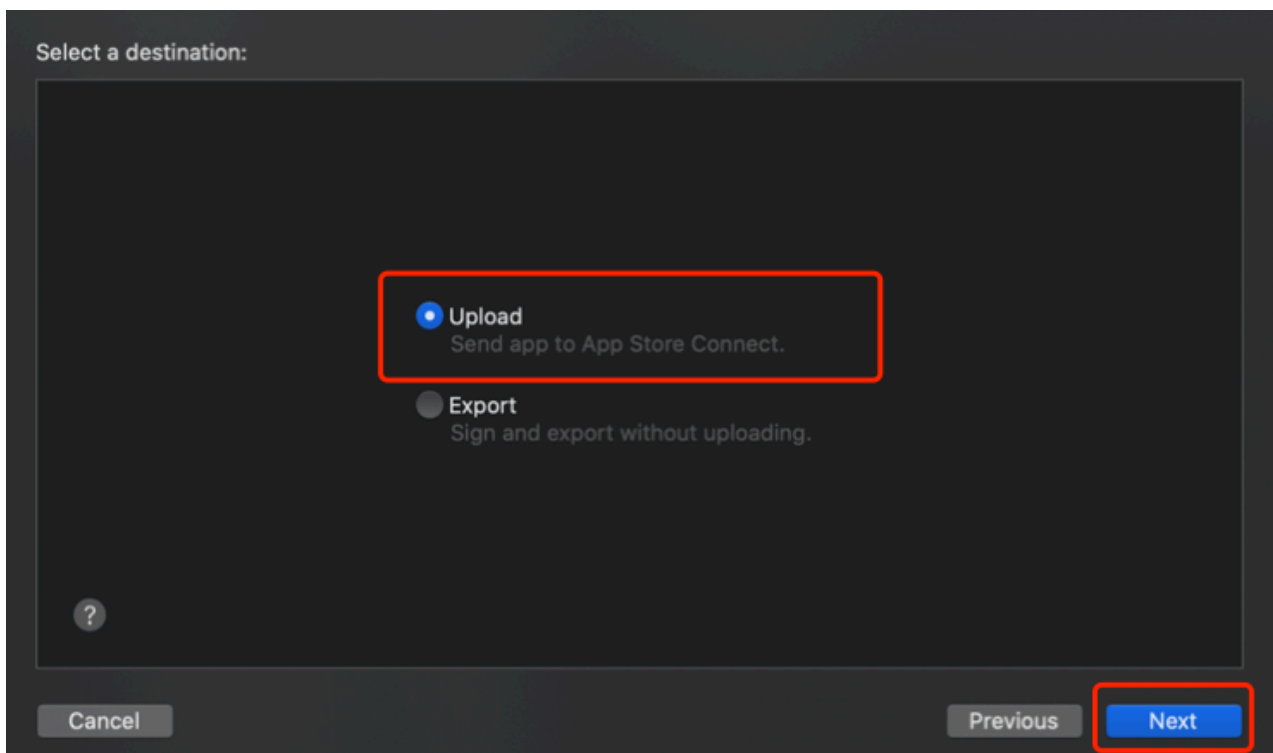 Select a destination:
Upload
Send app to App Store Connect.
Export
Sign and export without uploading.
?
Cancel
Previous
Next